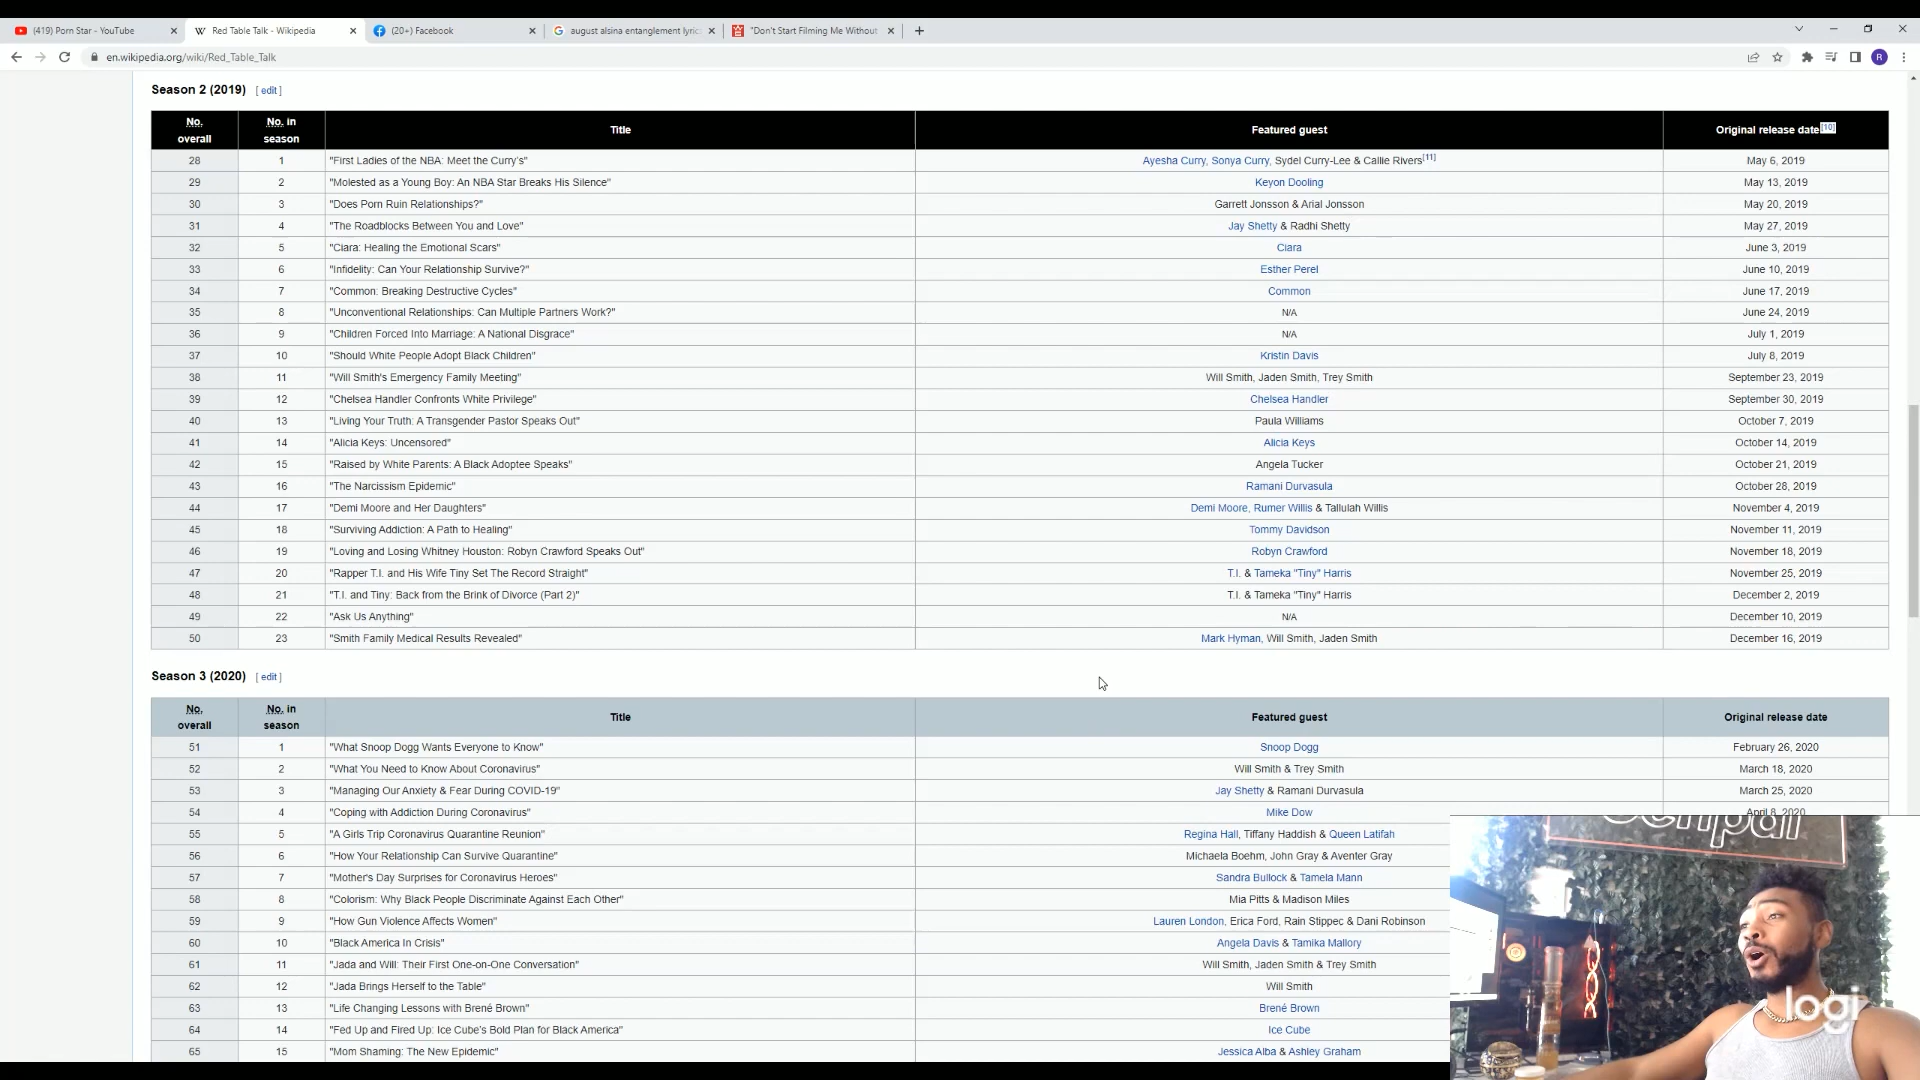 (419) Porn Star - YouTube
Red Table Talk - Wikipedia
(20+) Facebook
august alsina entanglement lyric
"Don't Start Filming Me Without
en.wikipedia.org/wiki/Red_Table_Talk
R
Season 2 (2019) [ edit ]
No. overall No. in season Title Featured guest Original release date[10]
28 1 "First Ladies of the NBA: Meet the Curry's" Ayesha Curry, Sonya Curry, Sydel Curry-Lee & Callie Rivers[11] May 6, 2019
29 2 "Molested as a Young Boy: An NBA Star Breaks His Silence" Keyon Dooling May 13, 2019
30 3 "Does Porn Ruin Relationships?" Garrett Jonsson & Arial Jonsson May 20, 2019
31 4 "The Roadblocks Between You and Love" Jay Shetty & Radhi Shetty May 27, 2019
32 5 "Ciara: Healing the Emotional Scars" Ciara June 3, 2019
33 6 "Infidelity: Can Your Relationship Survive?" Esther Perel June 10, 2019
34 7 "Common: Breaking Destructive Cycles" Common June 17, 2019
35 8 "Unconventional Relationships: Can Multiple Partners Work?" N/A June 24, 2019
36 9 "Children Forced Into Marriage: A National Disgrace" N/A July 1, 2019
37 10 "Should White People Adopt Black Children" Kristin Davis July 8, 2019
38 11 "Will Smith's Emergency Family Meeting" Will Smith, Jaden Smith, Trey Smith September 23, 2019
39 12 "Chelsea Handler Confronts White Privilege" Chelsea Handler September 30, 2019
40 13 "Living Your Truth: A Transgender Pastor Speaks Out" Paula Williams October 7, 2019
41 14 "Alicia Keys: Uncensored" Alicia Keys October 14, 2019
42 15 "Raised by White Parents: A Black Adoptee Speaks" Angela Tucker October 21, 2019
43 16 "The Narcissism Epidemic" Ramani Durvasula October 28, 2019
44 17 "Demi Moore and Her Daughters" Demi Moore, Rumer Willis & Tallulah Willis November 4, 2019
45 18 "Surviving Addiction: A Path to Healing" Tommy Davidson November 11, 2019
46 19 "Loving and Losing Whitney Houston: Robyn Crawford Speaks Out" Robyn Crawford November 18, 2019
47 20 "Rapper T.I. and His Wife Tiny Set The Record Straight" T.I. & Tameka "Tiny" Harris November 25, 2019
48 21 "T.I. and Tiny: Back from the Brink of Divorce (Part 2)" T.I. & Tameka "Tiny" Harris December 2, 2019
49 22 "Ask Us Anything" N/A December 10, 2019
50 23 "Smith Family Medical Results Revealed" Mark Hyman, Will Smith, Jaden Smith December 16, 2019
Season 3 (2020) [ edit ]
No. overall No. in season Title Featured guest Original release date
51 1 "What Snoop Dogg Wants Everyone to Know" Snoop Dogg February 26, 2020
52 2 "What You Need to Know About Coronavirus" Will Smith & Trey Smith March 18, 2020
53 3 "Managing Our Anxiety & Fear During COVID-19" Jay Shetty & Ramani Durvasula March 25, 2020
54 4 "Coping with Addiction During Coronavirus" Mike Dow April 8, 2020
55 5 "A Girls Trip Coronavirus Quarantine Reunion" Regina Hall, Tiffany Haddish & Queen Latifah
56 6 "How Your Relationship Can Survive Quarantine" Michaela Boehm, John Gray & Aventer Gray
57 7 "Mother's Day Surprises for Coronavirus Heroes" Sandra Bullock & Tamela Mann
58 8 "Colorism: Why Black People Discriminate Against Each Other" Mia Pitts & Madison Miles
59 9 "How Gun Violence Affects Women" Lauren London, Erica Ford, Rain Stippec & Dani Robinson
60 10 "Black America In Crisis" Angela Davis & Tamika Mallory
61 11 "Jada and Will: Their First One-on-One Conversation" Will Smith, Jaden Smith & Trey Smith
62 12 "Jada Brings Herself to the Table" Will Smith
63 13 "Life Changing Lessons with Brené Brown" Brené Brown
64 14 "Fed Up and Fired Up: Ice Cube's Bold Plan for Black America" Ice Cube
65 15 "Mom Shaming: The New Epidemic" Jessica Alba & Ashley Graham
Senpai
logi